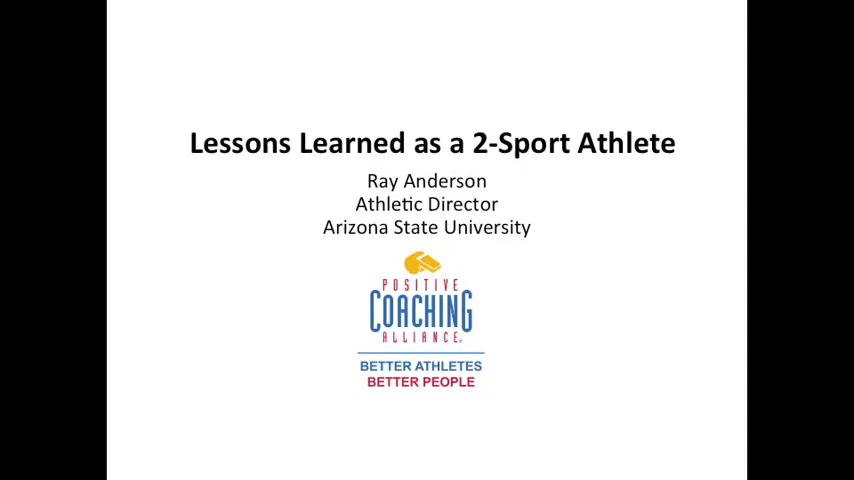 Lessons Learned as a 2-Sport Athlete
Ray Anderson
Athletic Director
Arizona State University
POSITIVE
COACHING
ALLIANCE®
BETTER ATHLETES
BETTER PEOPLE